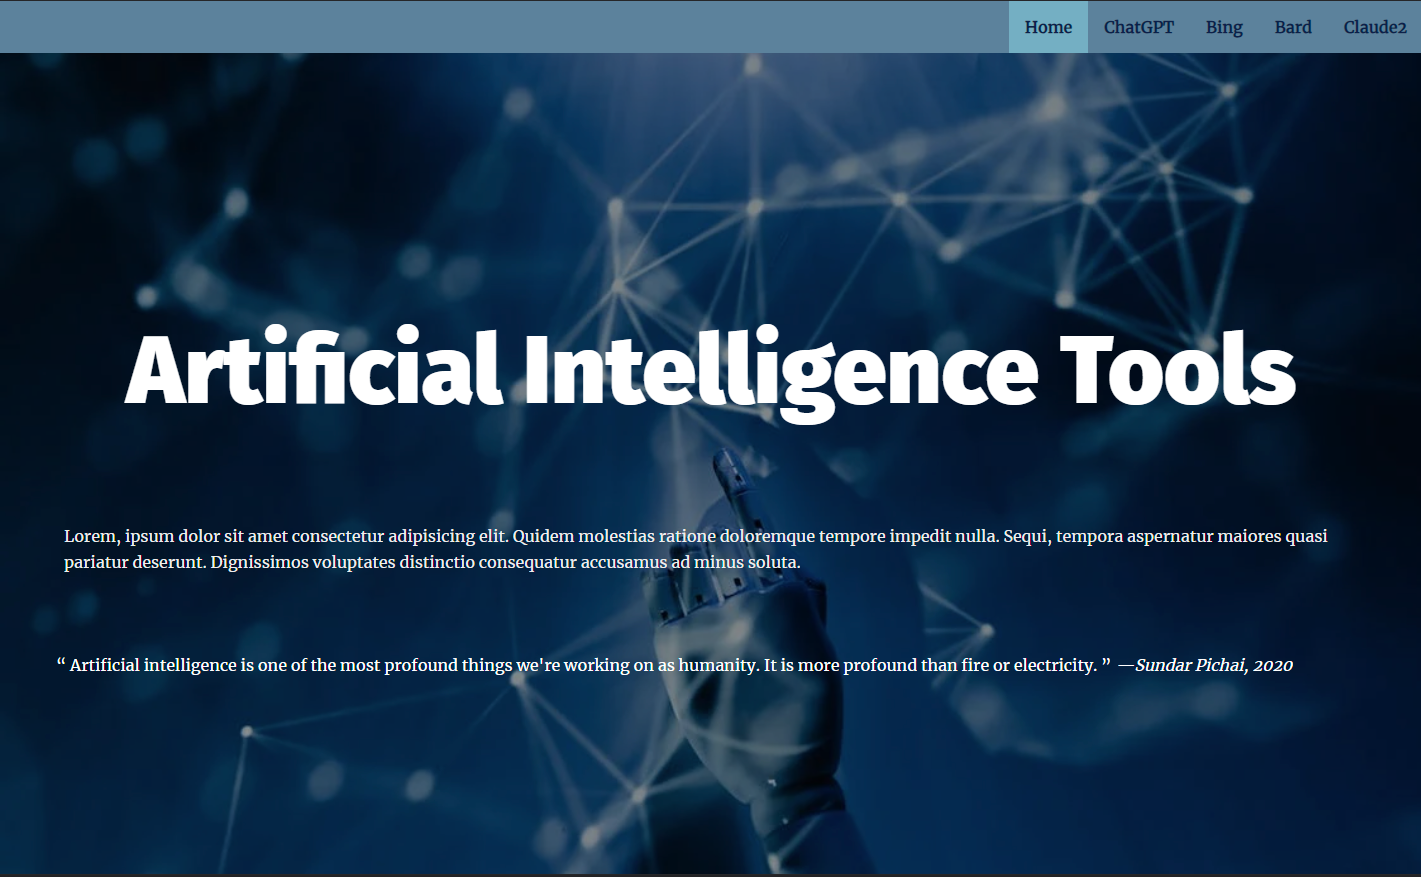 Home ChatGPT Bing Bard Claude2
Artificial Intelligence Tools
Lorem, ipsum dolor sit amet consectetur adipisicing elit. Quidem molestias ratione doloremque tempore impedit nulla. Sequi, tempora aspernatur maiores quasi
pariatur deserunt. Dignissimos voluptates distinctio consequatur accusamus ad minus soluta.
“ Artificial intelligence is one of the most profound things we're working on as humanity. It is more profound than fire or electricity. ” —Sundar Pichai, 2020